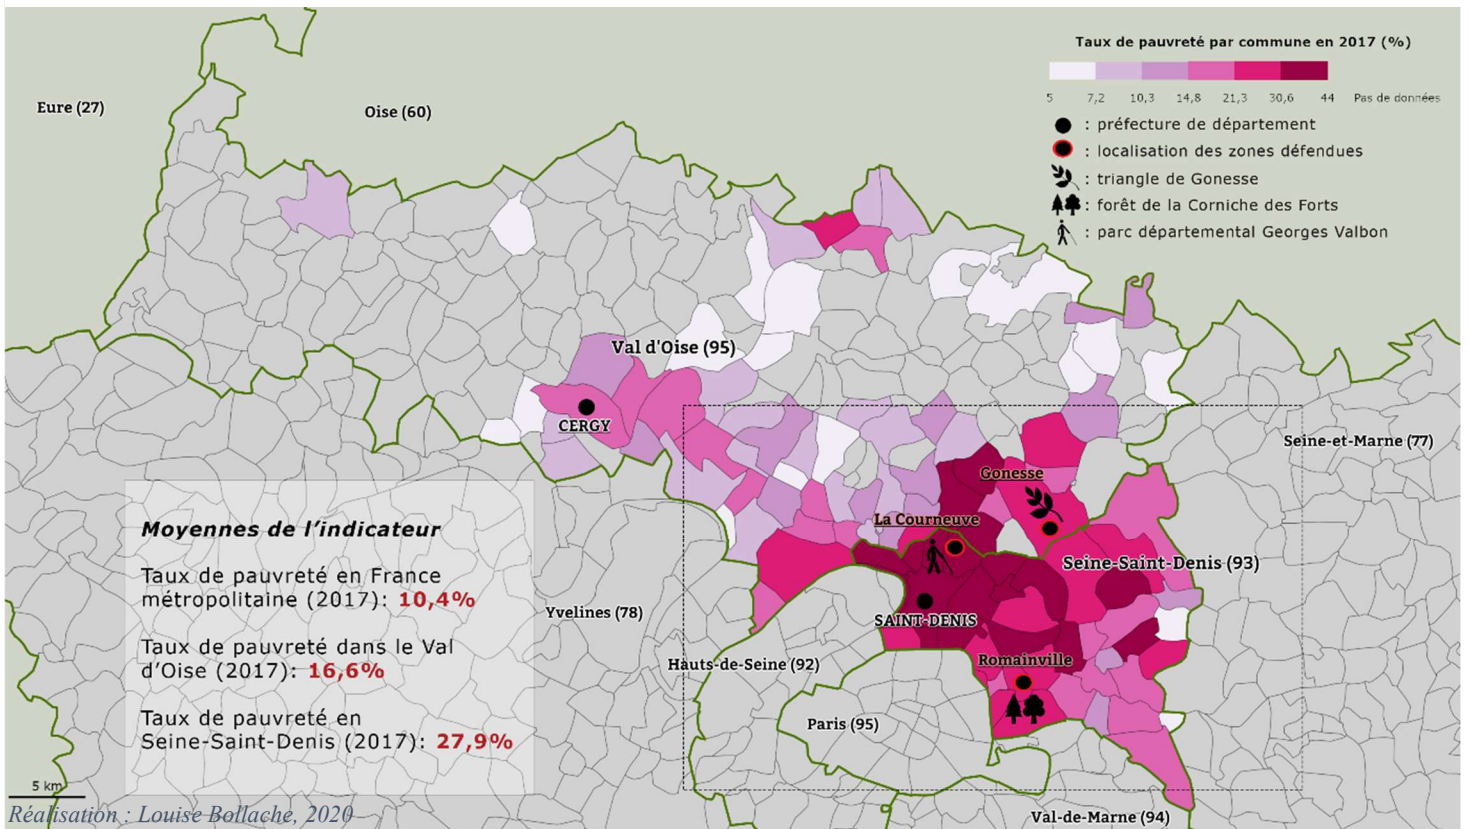 Taux de pauvreté par commune en 2017 (%)
5 7,2 10,3 14,8 21,3 30,6 44 Pas de données
: préfecture de département
: localisation des zones défendues
: triangle de Gonesse
: forêt de la Corniche des Forts
: parc départemental Georges Valbon
Eure (27)
Oise (60)
Val d'Oise (95)
CERGY
Seine-et-Marne (77)
Gonesse
La Courneuve
Seine-Saint-Denis (93)
SAINT-DENIS
Yvelines (78)
Hauts-de-Seine (92)
Romainville
Paris (95)
Val-de-Marne (94)
Moyennes de l'indicateur
Taux de pauvreté en France
métropolitaine (2017): 10,4%
Taux de pauvreté dans le Val
d'Oise (2017): 16,6%
Taux de pauvreté en
Seine-Saint-Denis (2017): 27,9%
5 km
Réalisation : Louise Bollache, 2020